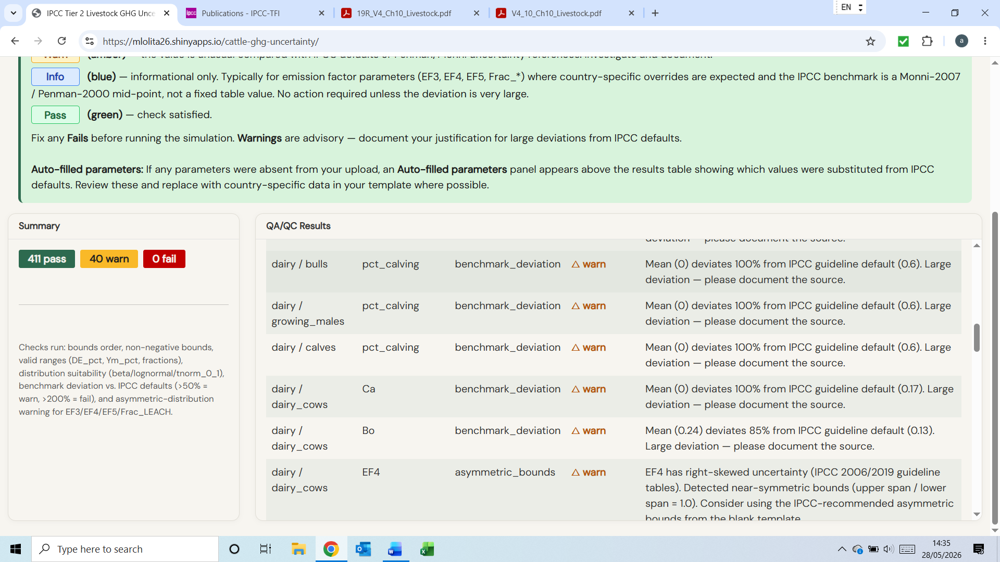 EN
IPCC Tier 2 Livestock GHG Unce
Publications - IPCC-TFI
19R_V4_Ch10_Livestock.pdf
V4_10_Ch10_Livestock.pdf
https://mlolita26.shinyapps.io/cattle-ghg-uncertainty/
a
Info (blue) — informational only. Typically for emission factor parameters (EF3, EF4, EF5, Frac_*) where country-specific overrides are expected and the IPCC benchmark is a Monni-2007
/ Penman-2000 mid-point, not a fixed table value. No action required unless the deviation is very large.
Pass (green) — check satisfied.
Fix any Fails before running the simulation. Warnings are advisory — document your justification for large deviations from IPCC defaults.
Auto-filled parameters: If any parameters were absent from your upload, an Auto-filled parameters panel appears above the results table showing which values were substituted from IPCC
defaults. Review these and replace with country-specific data in your template where possible.
Summary
411 pass 40 warn 0 fail
Checks run: bounds order, non-negative bounds,
valid ranges (DE_pct, Ym_pct, fractions),
distribution suitability (beta/lognormal/tnorm_0_1),
benchmark deviation vs. IPCC defaults (>50% =
warn, >200% = fail), and asymmetric-distribution
warning for EF3/EF4/EF5/Frac_LEACH.
QA/QC Results
deviation — please document the source.
dairy / bulls pct_calving benchmark_deviation ⚠ warn Mean (0) deviates 100% from IPCC guideline default (0.6). Large
deviation — please document the source.
dairy / pct_calving benchmark_deviation ⚠ warn Mean (0) deviates 100% from IPCC guideline default (0.6). Large
growing_males deviation — please document the source.
dairy / calves pct_calving benchmark_deviation ⚠ warn Mean (0) deviates 100% from IPCC guideline default (0.6). Large
deviation — please document the source.
dairy / Ca benchmark_deviation ⚠ warn Mean (0) deviates 100% from IPCC guideline default (0.17). Large
dairy_cows deviation — please document the source.
dairy / Bo benchmark_deviation ⚠ warn Mean (0.24) deviates 85% from IPCC guideline default (0.13).
dairy_cows Large deviation — please document the source.
dairy / EF4 asymmetric_bounds ⚠ warn EF4 has right-skewed uncertainty (IPCC 2006/2019 guideline
dairy_cows tables). Detected near-symmetric bounds (upper span / lower
span = 1.0). Consider using the IPCC-recommended asymmetric
bounds from the blank template.
Type here to search
14:35
28/05/2026